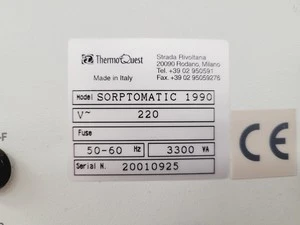 ThermoQuest
Made in Italy
Strada Rivoltana
20090 Rodano, Milano
Tel. +39 02 950591
Fax +39 02 95059276
Model SORPTOMATIC 1990
V~ 220
Fuse
50-60 Hz 3300 VA
Serial N. 20010925
CE
-F